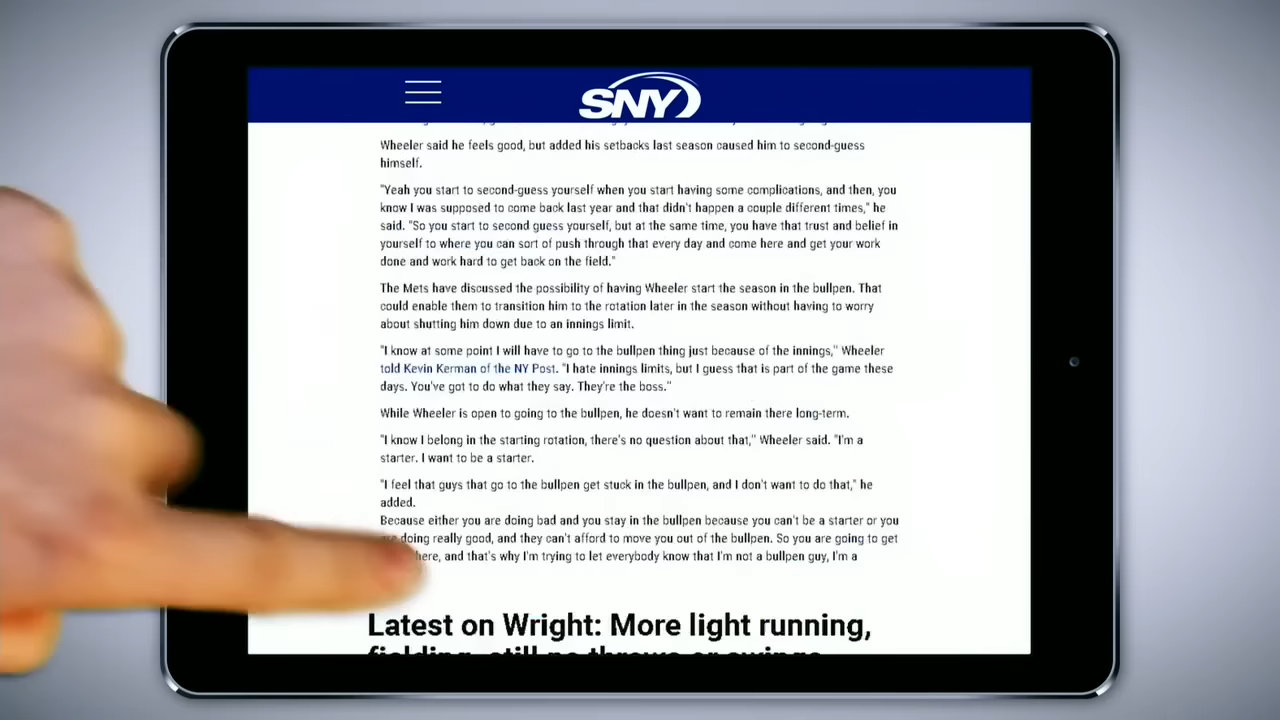 SNY
Wheeler said he feels good, but added his setbacks last season caused him to second-guess
himself.
"Yeah you start to second-guess yourself when you start having some complications, and then, you
know I was supposed to come back last year and that didn't happen a couple different times," he
said. "So you start to second guess yourself, but at the same time, you have that trust and belief in
yourself to where you can sort of push through that every day and come here and get your work
done and work hard to get back on the field."
The Mets have discussed the possibility of having Wheeler start the season in the bullpen. That
could enable them to transition him to the rotation later in the season without having to worry
about shutting him down due to an innings limit.
"I know at some point I will have to go to the bullpen thing just because of the innings," Wheeler
told Kevin Kerman of the NY Post. "I hate innings limits, but I guess that is part of the game these
days. You've got to do what they say. They're the boss."
While Wheeler is open to going to the bullpen, he doesn't want to remain there long-term.
"I know I belong in the starting rotation, there's no question about that," Wheeler said. "I'm a
starter. I want to be a starter.
"I feel that guys that go to the bullpen get stuck in the bullpen, and I don't want to do that," he
added.
Because either you are doing bad and you stay in the bullpen because you can't be a starter or you
are doing really good, and they can't afford to move you out of the bullpen. So you are going to get
here, and that's why I'm trying to let everybody know that I'm not a bullpen guy, I'm a
Latest on Wright: More light running,
fielding, still no throws or swings